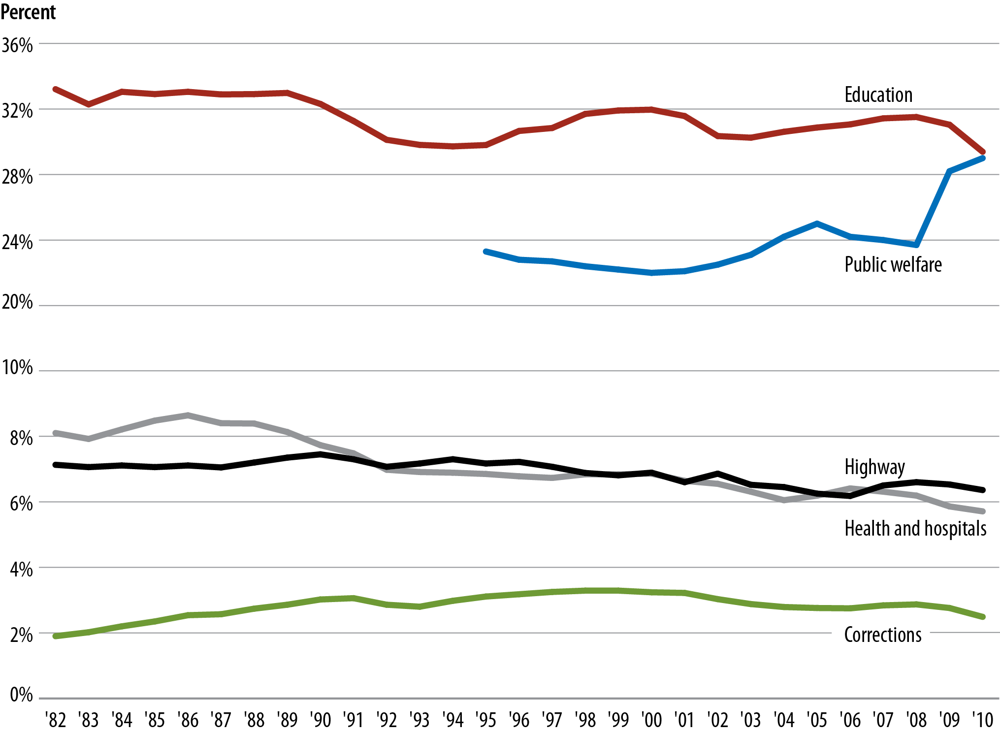 Percent
36%
Education
32%
28%
24%
Public welfare
20%
10%
8%
Highway
6%
Health and hospitals
4%
2%
Corrections
0%
'82 '83 '84 '85 '86 '87 '88 '89 '90 '91 '92 '93 '94 '95 '96 '97 '98 '99 '00 '01 '02 '03 '04 '05 '06 '07 '08 '09 '10